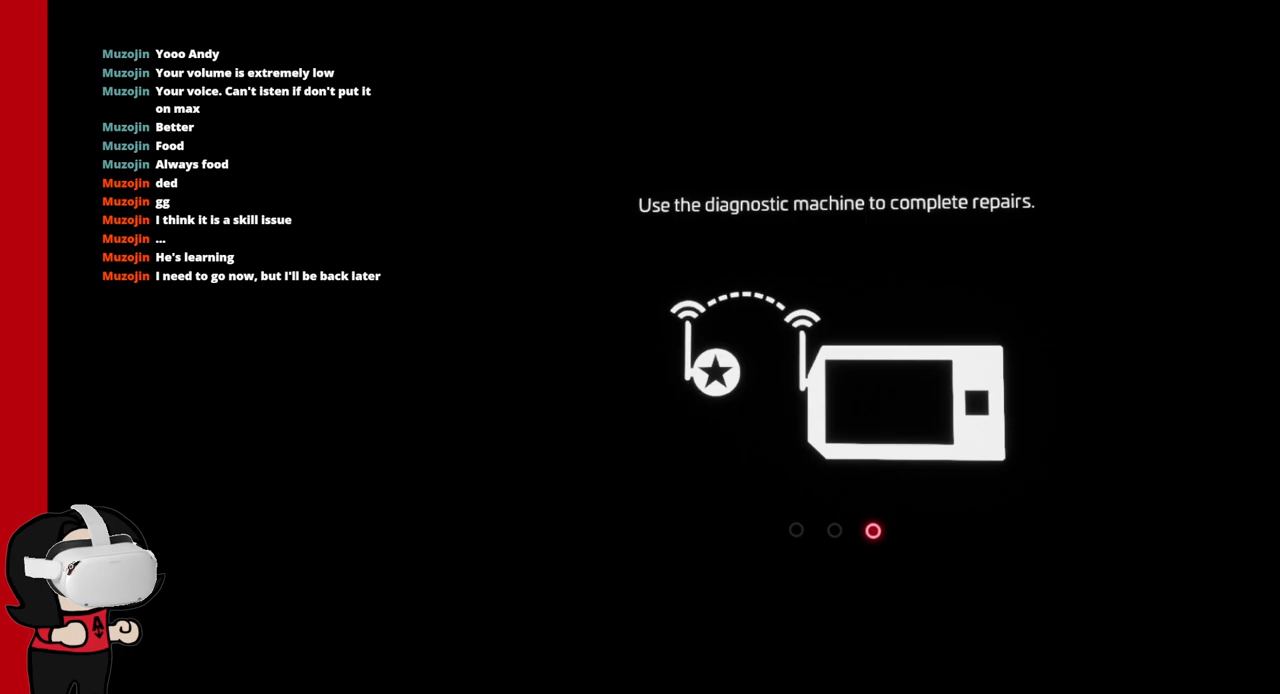 Muzojin Yooo Andy
Muzojin Your volume is extremely low
Muzojin Your voice. Can't isten if don't put it
on max
Muzojin Better
Muzojin Food
Muzojin Always food
Muzojin ded
Muzojin gg
Muzojin I think it is a skill issue
Muzojin ...
Muzojin He's learning
Muzojin I need to go now, but I'll be back later
Use the diagnostic machine to complete repairs.